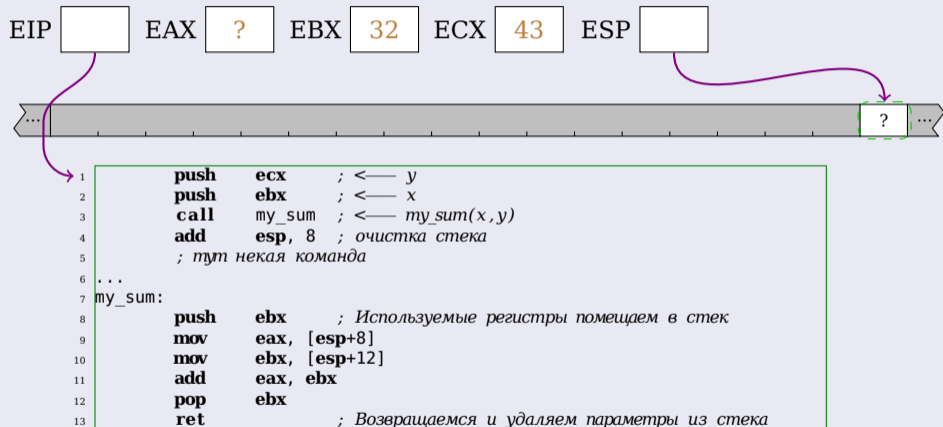 EIP EAX ? EBX 32 ECX 43 ESP
... ? ...
1 push ecx ; <—— y
2 push ebx ; <—— x
3 call my_sum ; <—— my_sum(x,y)
4 add esp, 8 ; очистка стека
5 ; тут некая команда
6 ...
7 my_sum:
8 push ebx ; Используемые регистры помещаем в стек
9 mov eax, [esp+8]
10 mov ebx, [esp+12]
11 add eax, ebx
12 pop ebx
13 ret ; Возвращаемся и удаляем параметры из стека